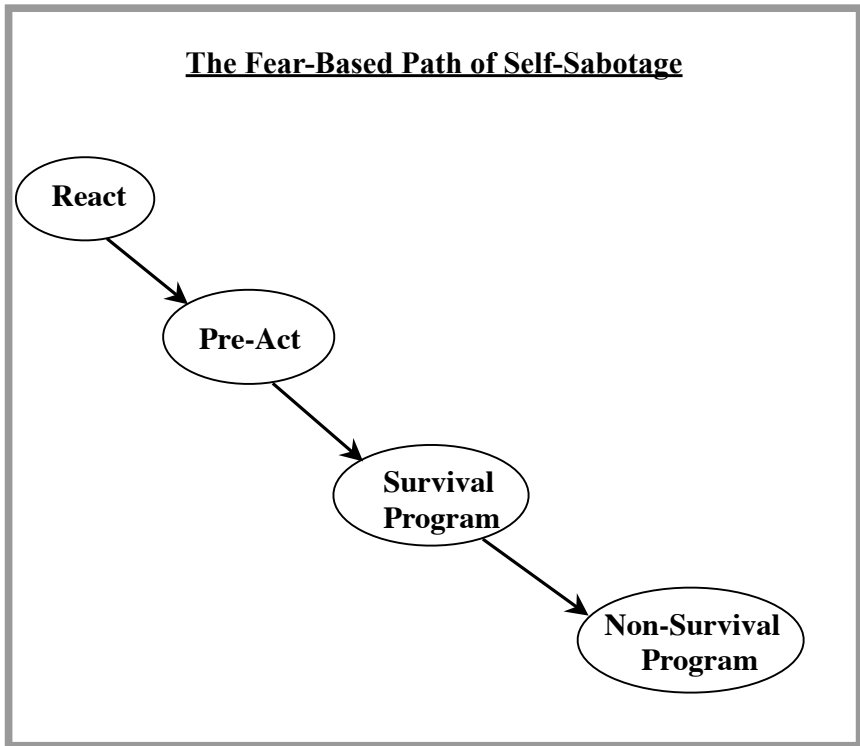 The Fear-Based Path of Self-Sabotage
React
Pre-Act
Survival
Program
Non-Survival
Program